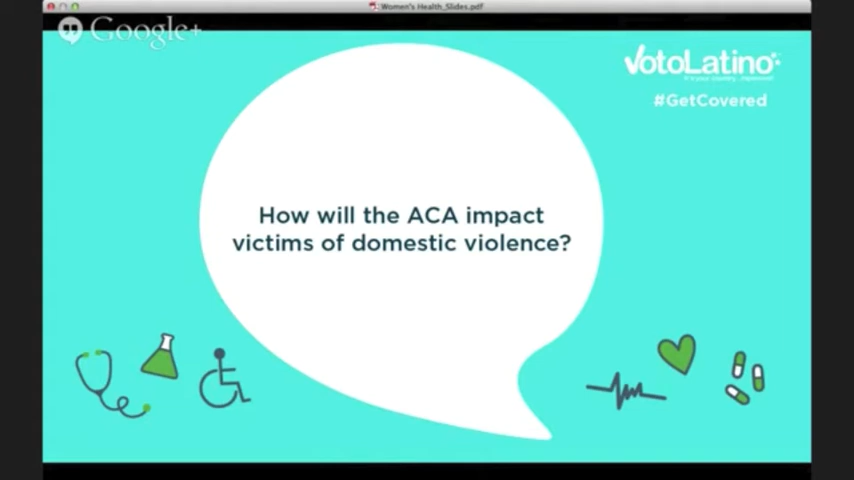 Women's Health_Slides.pdf
Google+
VotoLatino
#GetCovered
How will the ACA impact
victims of domestic violence?